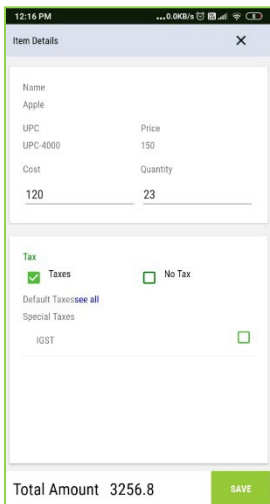 12:16 PM ...0.0KB/s
Item Details
Name
Apple
UPC Price
UPC-4000 150
Cost Quantity
120 23
Tax
Taxes No Tax
Default Taxessee all
Special Taxes
IGST
Total Amount 3256.8 SAVE